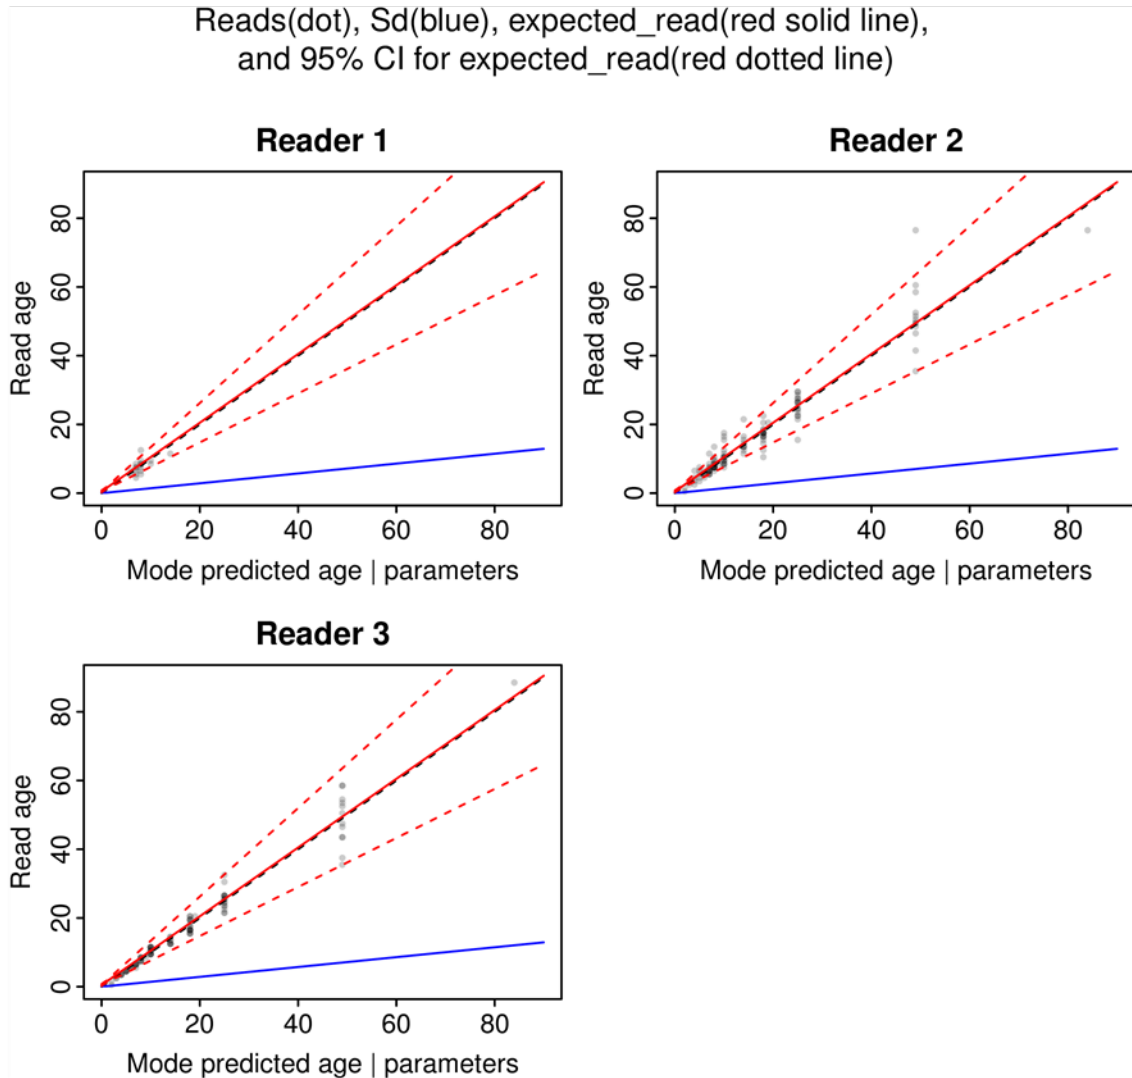 Reads(dot), Sd(blue), expected_read(red solid line),
and 95% CI for expected_read(red dotted line)
Reader 1
Read age
80
60
40
20
0
0 20 40 60 80
Mode predicted age | parameters
Reader 2
Read age
80
60
40
20
0
0 20 40 60 80
Mode predicted age | parameters
Reader 3
Read age
80
60
40
20
0
0 20 40 60 80
Mode predicted age | parameters